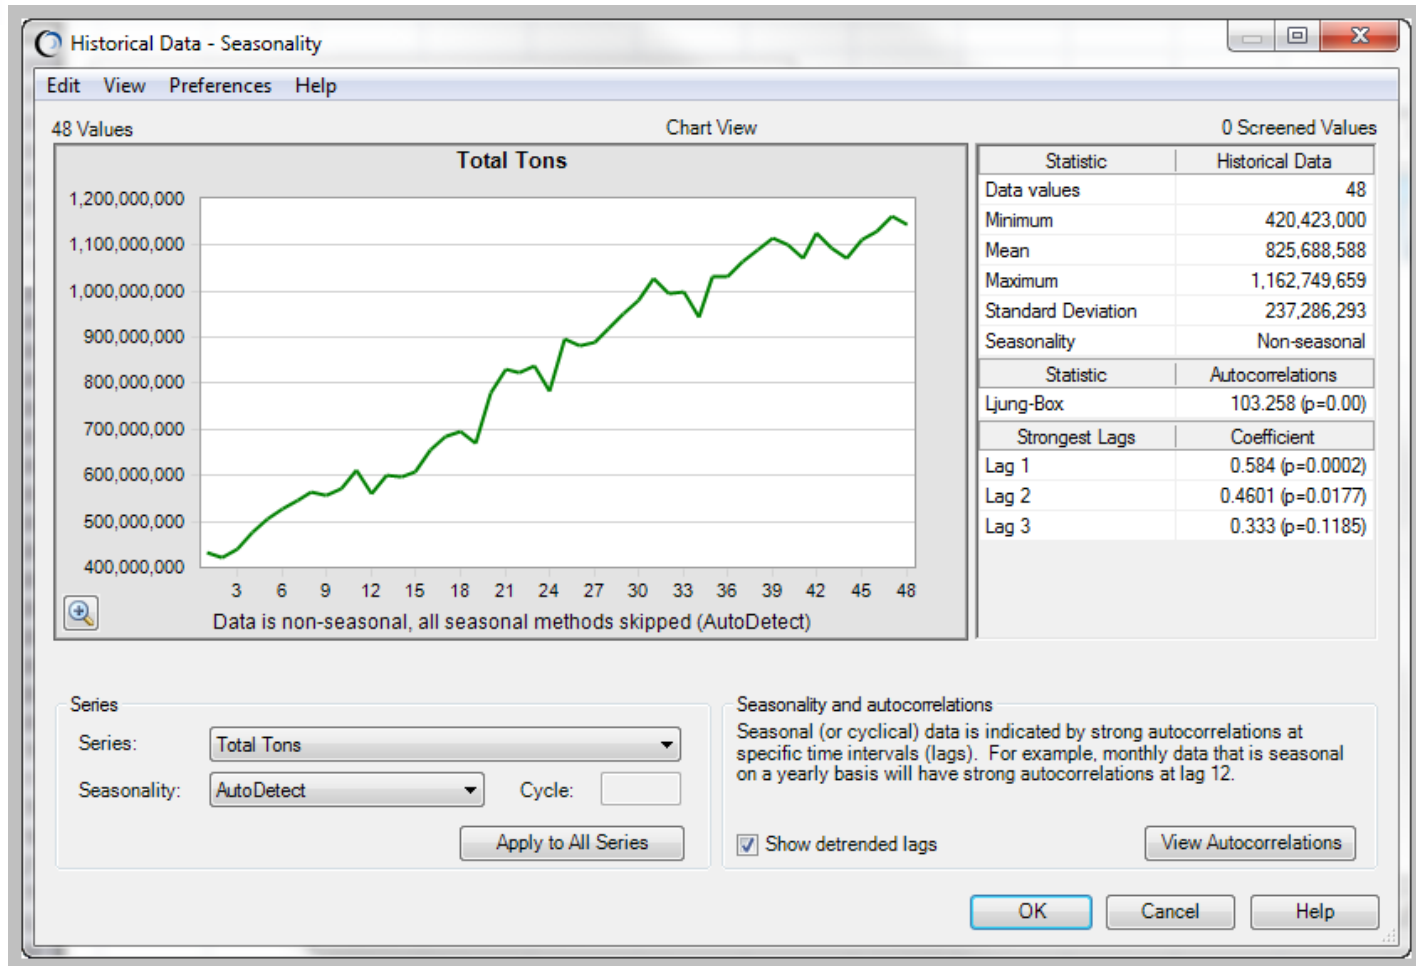 Historical Data - Seasonality
Edit View Preferences Help
48 Values Chart View 0 Screened Values
Total Tons
1,200,000,000
1,100,000,000
1,000,000,000
900,000,000
800,000,000
700,000,000
600,000,000
500,000,000
400,000,000
3 6 9 12 15 18 21 24 27 30 33 36 39 42 45 48
Data is non-seasonal, all seasonal methods skipped (AutoDetect)
Statistic Historical Data
Data values 48
Minimum 420,423,000
Mean 825,688,588
Maximum 1,162,749,659
Standard Deviation 237,286,293
Seasonality Non-seasonal
Statistic Autocorrelations
Ljung-Box 103.258 (p=0.00)
Strongest Lags Coefficient
Lag 1 0.584 (p=0.0002)
Lag 2 0.4601 (p=0.0177)
Lag 3 0.333 (p=0.1185)
Series
Series: Total Tons
Seasonality: AutoDetect Cycle:
Apply to All Series
Seasonality and autocorrelations
Seasonal (or cyclical) data is indicated by strong autocorrelations at
specific time intervals (lags). For example, monthly data that is seasonal
on a yearly basis will have strong autocorrelations at lag 12.
Show detrended lags View Autocorrelations
OK Cancel Help